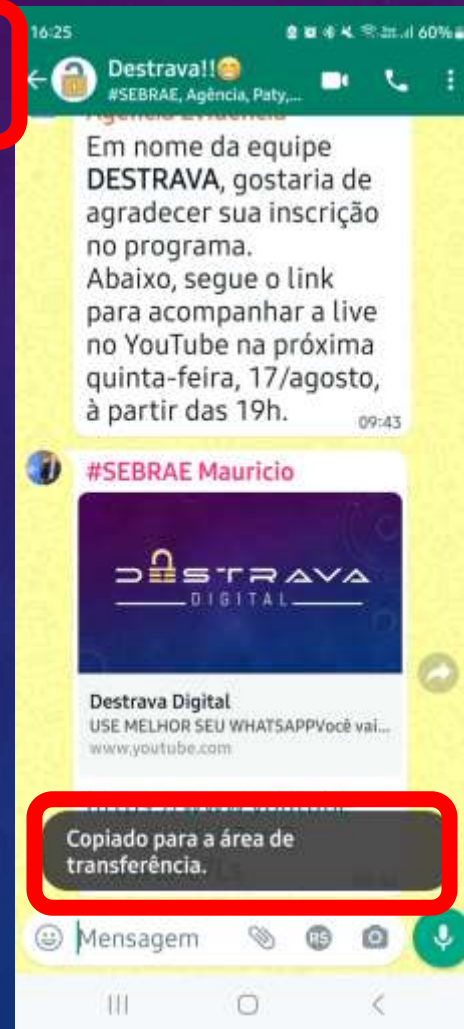 16:25
60%
Destrava!!😁
#SEBRAE, Agência, Paty,...
Em nome da equipe
DESTRAVA, gostaria de
agradecer sua inscrição
no programa.
Abaixo, segue o link
para acompanhar a live
no YouTube na próxima
quinta-feira, 17/agosto,
à partir das 19h.
09:43
#SEBRAE Mauricio
DESTRAVA
DIGITAL
Destrava Digital
USE MELHOR SEU WHATSAPPVocê vai...
www.youtube.com
Copiado para a área de
transferência.
Mensagem